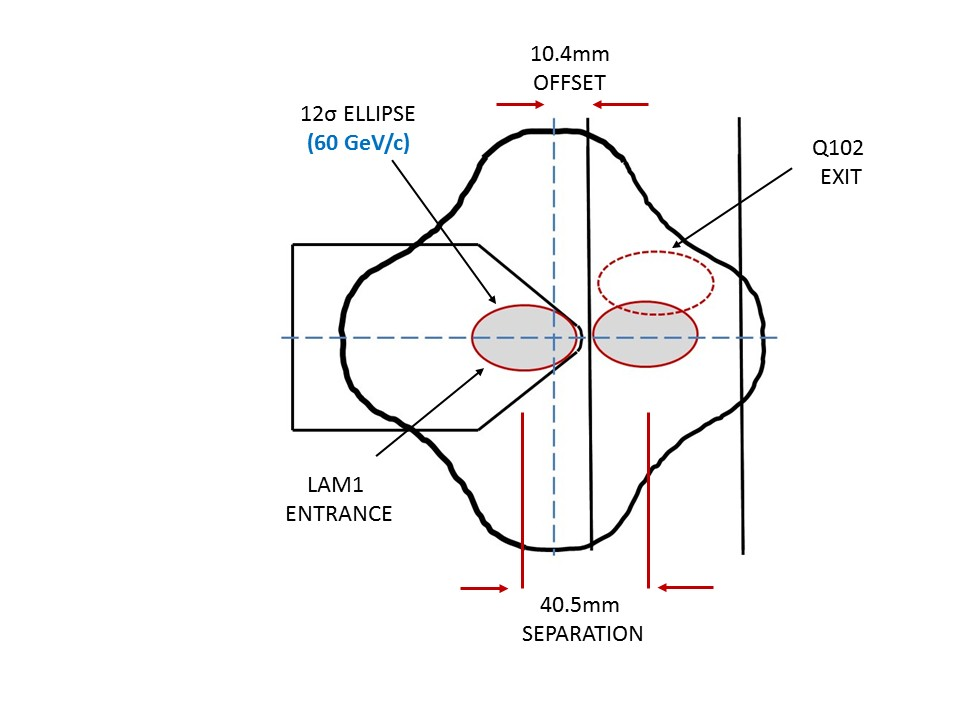 10.4mm
OFFSET
12σ ELLIPSE
(60 GeV/c)
Q102
EXIT
LAM1
ENTRANCE
40.5mm
SEPARATION